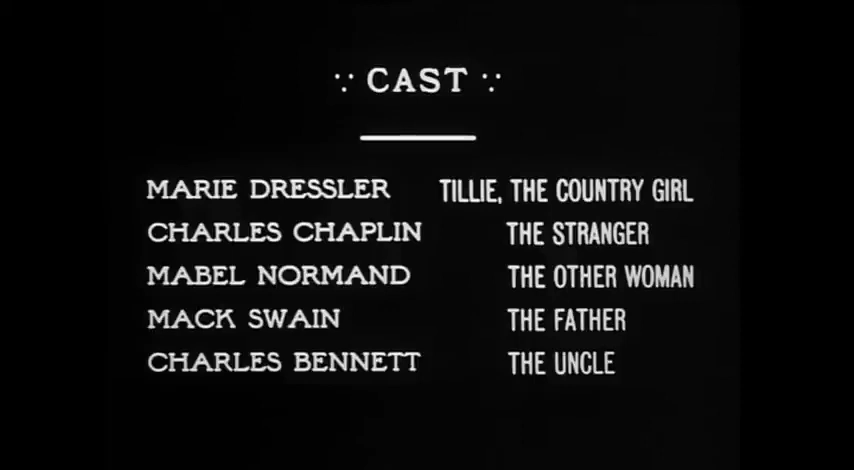 ∵ CAST ∵
MARIE DRESSLER TILLIE, THE COUNTRY GIRL
CHARLES CHAPLIN THE STRANGER
MABEL NORMAND THE OTHER WOMAN
MACK SWAIN THE FATHER
CHARLES BENNETT THE UNCLE